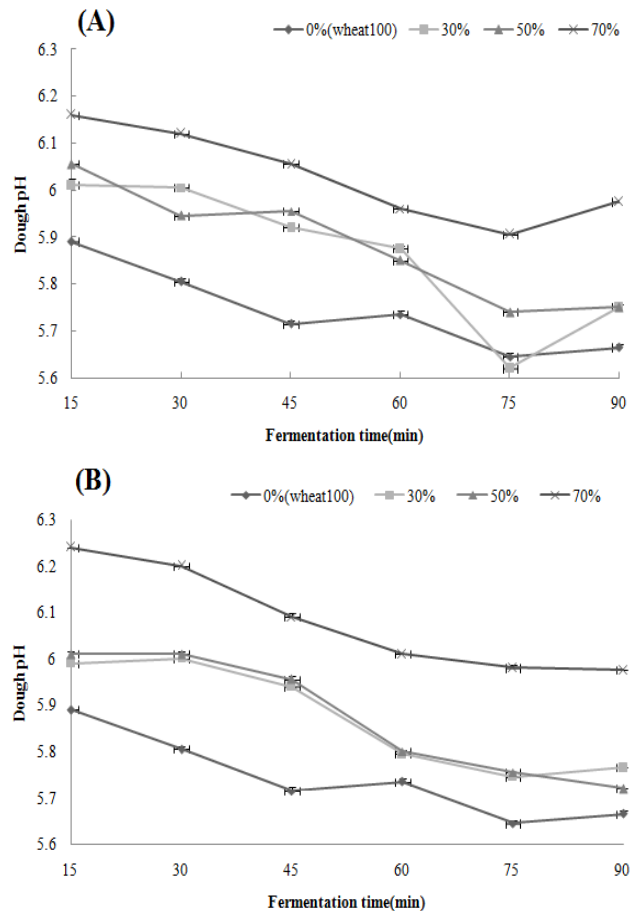 (A)
0%(wheat100) 30% 50% 70%
6.3
6.2
6.1
6
5.9
5.8
5.7
5.6
Dough pH
15 30 45 60 75 90
Fermentation time(min)
(B)
0%(wheat100) 30% 50% 70%
6.3
6.2
6.1
6
5.9
5.8
5.7
5.6
Dough pH
15 30 45 60 75 90
Fermentation time(min)